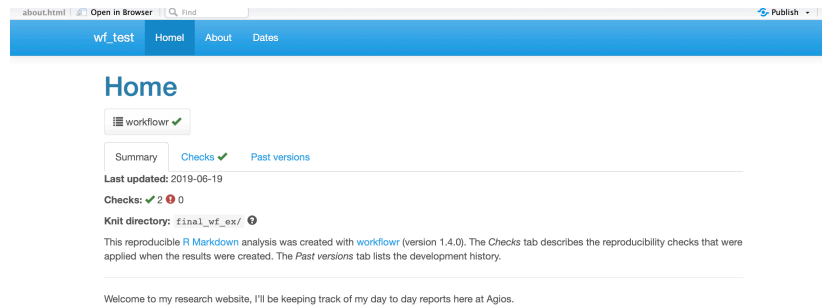 about.html Open in Browser Find Publish
wf_test Homel About Dates
Home
workflowr
Summary Checks Past versions
Last updated: 2019-06-19
Checks: 2 0
Knit directory: final_wf_ex/
This reproducible R Markdown analysis was created with workflowr (version 1.4.0). The Checks tab describes the reproducibility checks that were
applied when the results were created. The Past versions tab lists the development history.
Welcome to my research website, I'll be keeping track of my day to day reports here at Agios.